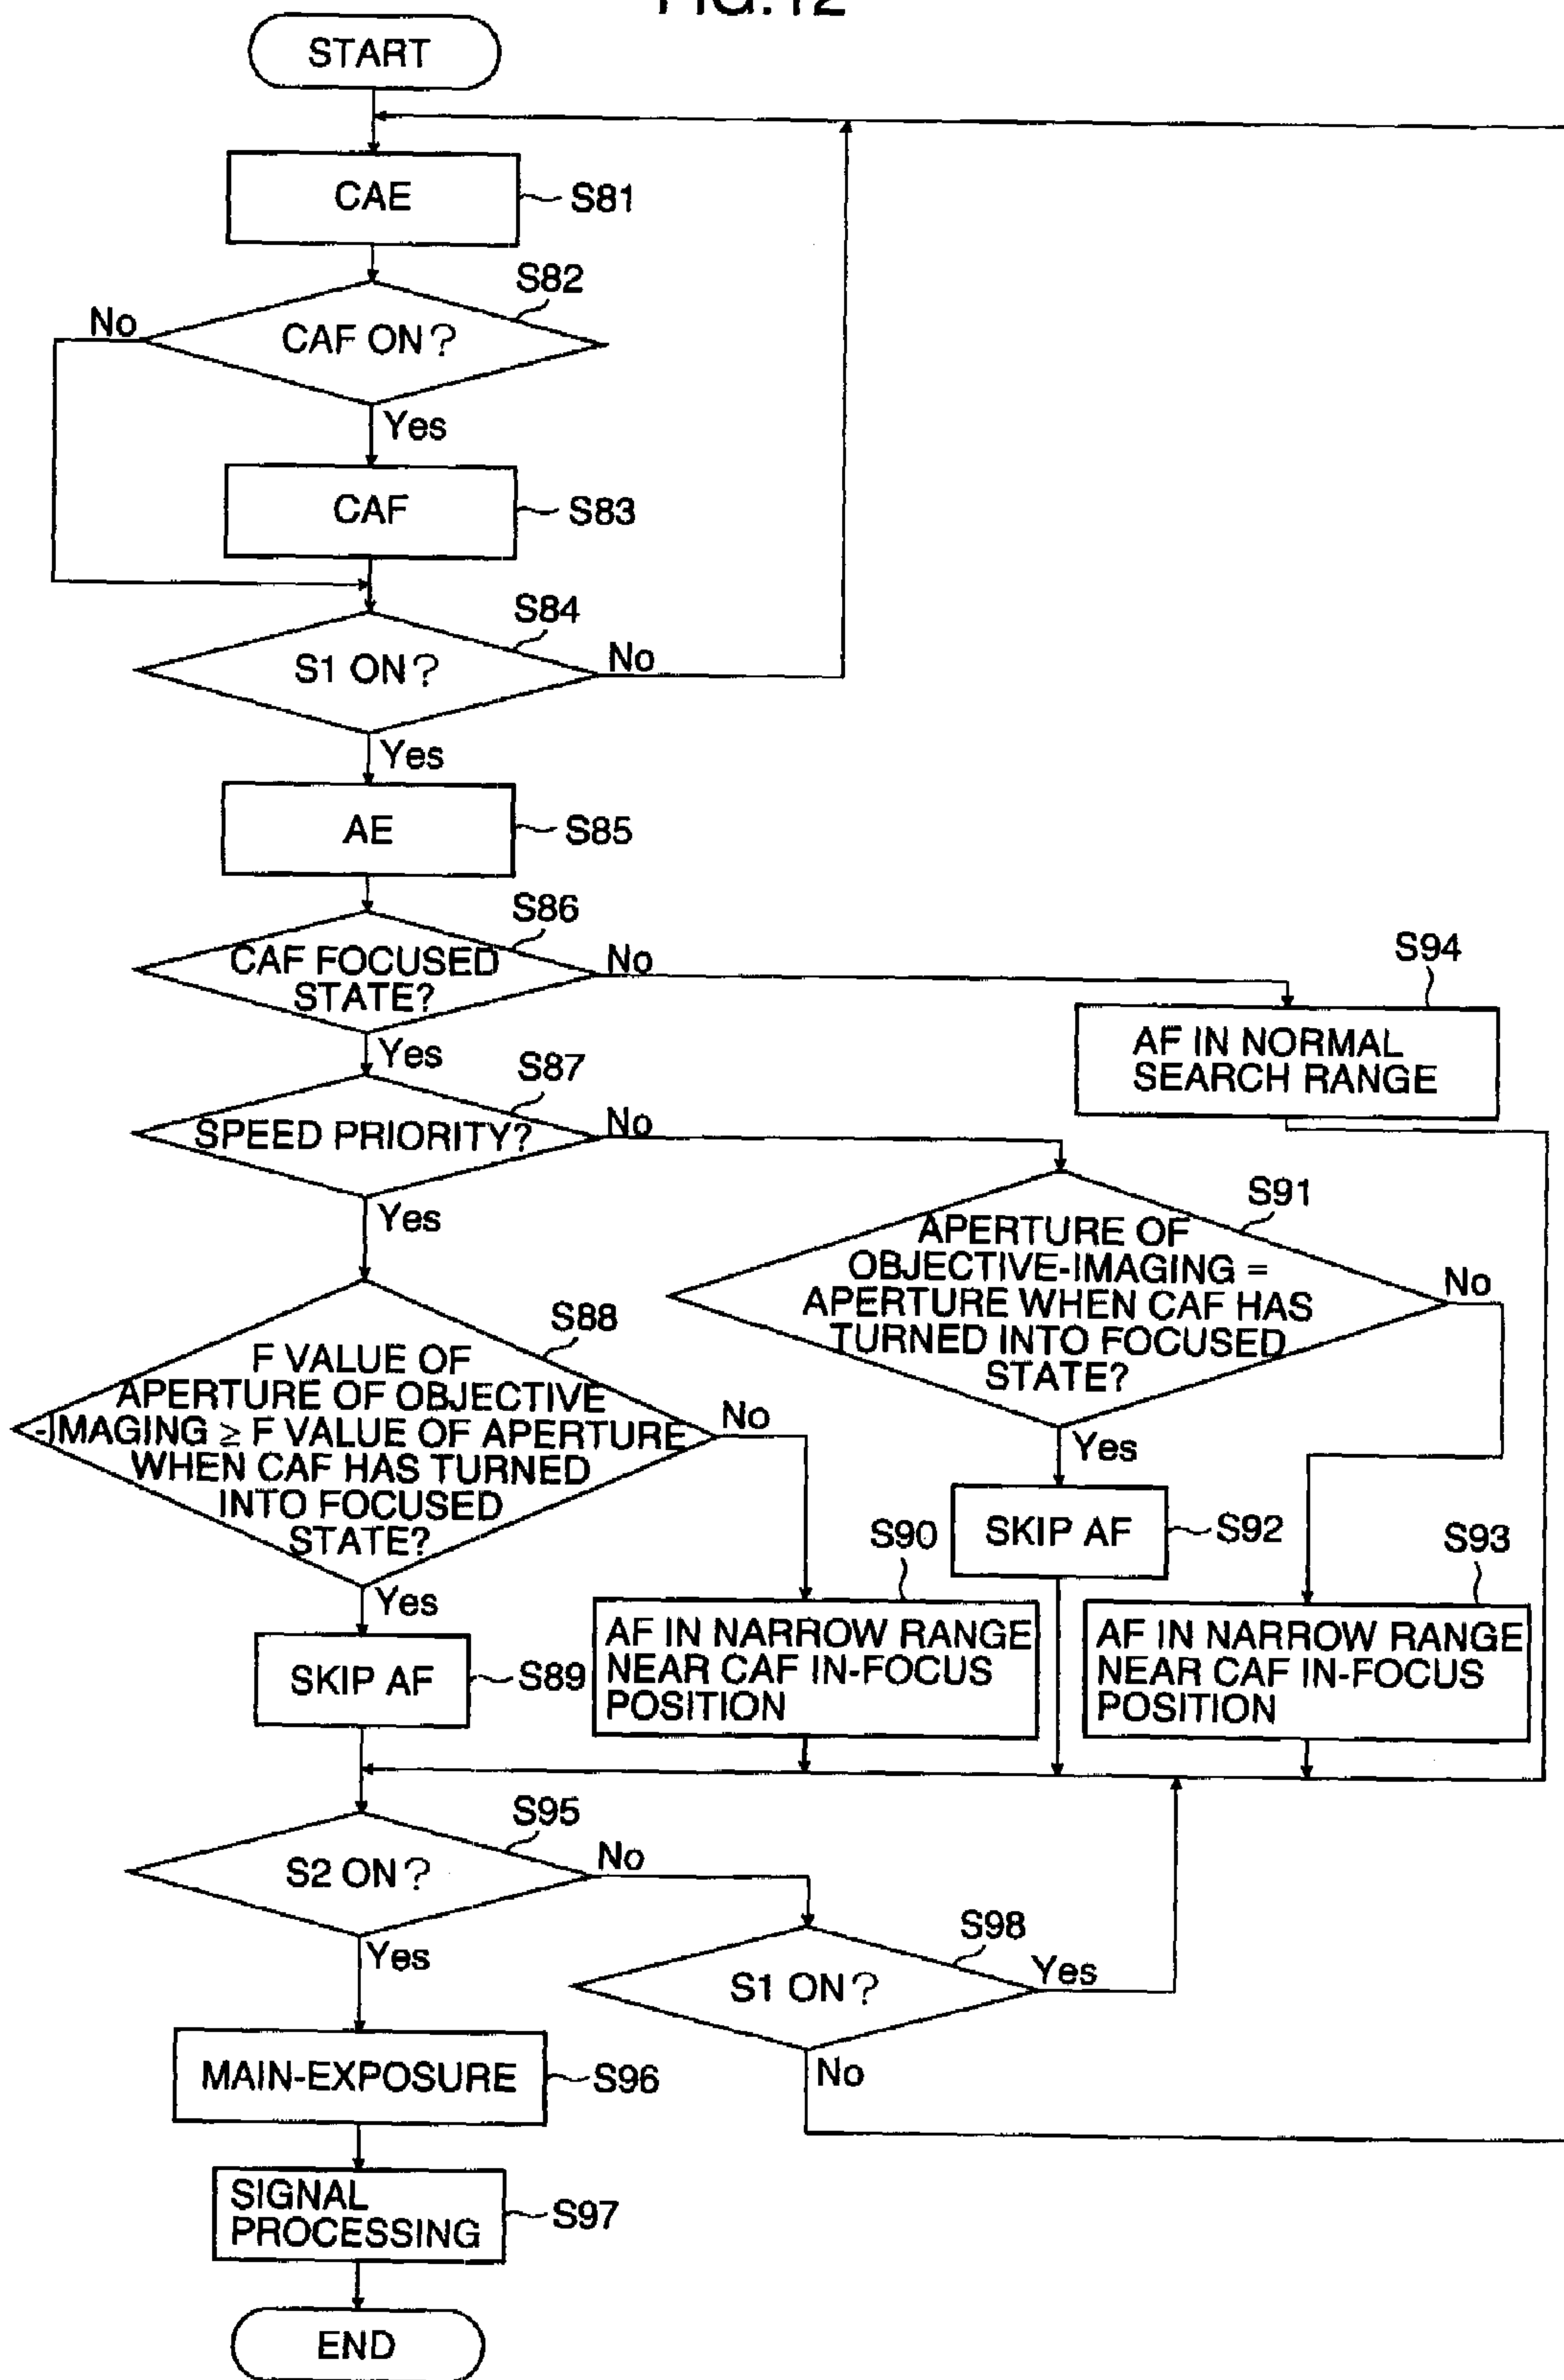 FIG.12
START
CAE
S81
S82
CAF ON?
No
Yes
CAF
S83
S84
S1 ON?
No
Yes
AE
S85
S86
CAF FOCUSED
STATE?
No
Yes
S94
AF IN NORMAL
SEARCH RANGE
S87
SPEED PRIORITY?
No
Yes
S91
APERTURE OF
OBJECTIVE-IMAGING =
APERTURE WHEN CAF HAS
TURNED INTO FOCUSED
STATE?
No
Yes
S88
F VALUE OF
APERTURE OF OBJECTIVE
-IMAGING ≥ F VALUE OF APERTURE
WHEN CAF HAS TURNED
INTO FOCUSED
STATE?
No
Yes
SKIP AF
S92
S90
AF IN NARROW RANGE
NEAR CAF IN-FOCUS
POSITION
S93
AF IN NARROW RANGE
NEAR CAF IN-FOCUS
POSITION
SKIP AF
S89
S95
S2 ON?
No
Yes
S98
S1 ON?
Yes
No
MAIN-EXPOSURE
S96
SIGNAL
PROCESSING
S97
END